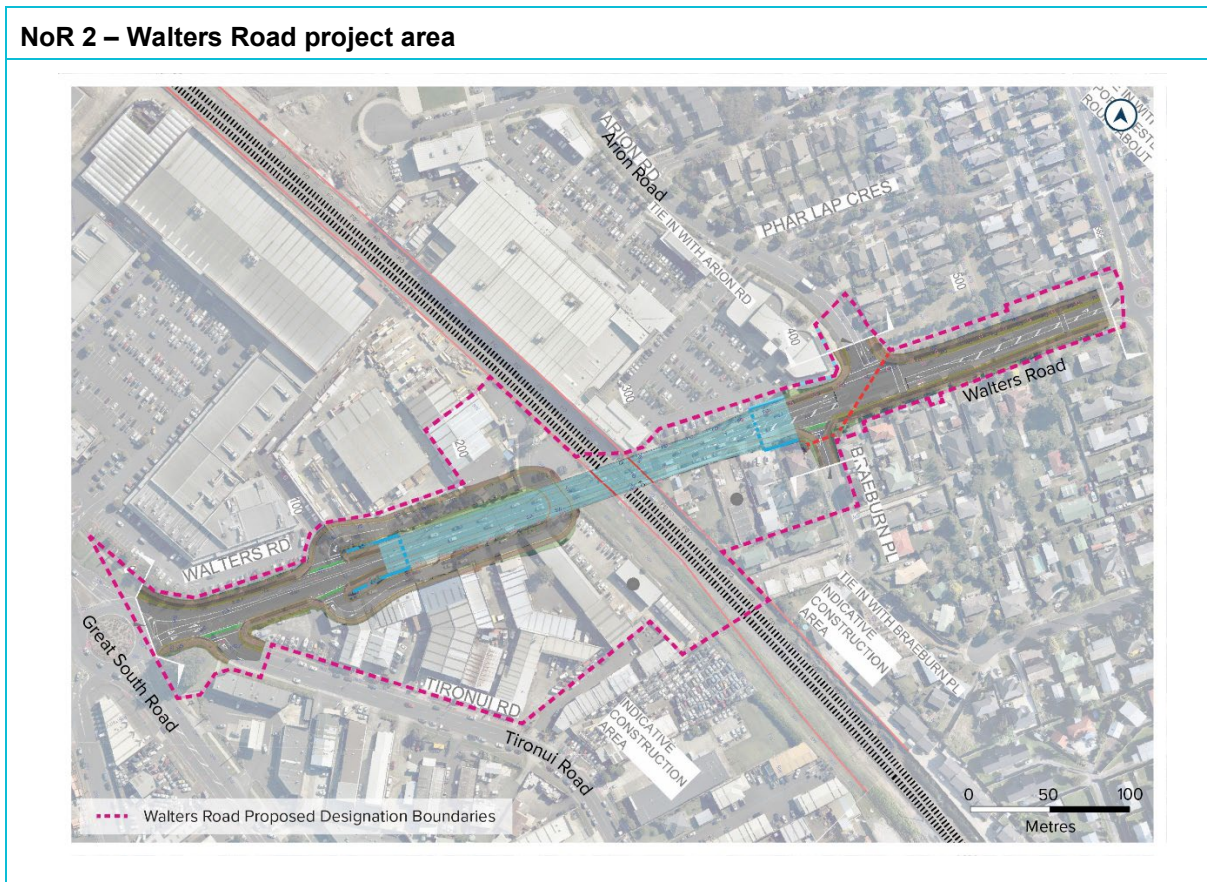 NoR 2 – Walters Road project area
ARION RD
Arion Road
TIE IN WITH ARION RD
PHAR LAP CRES
500
400
300
200
100
WALTERS RD
Walters Road
BRAEBURN PL
TIE IN WITH BRAEBURN PL
INDICATIVE
CONSTRUCTION
AREA
Great South Road
TIRONUI RD
Tironui Road
INDICATIVE
CONSTRUCTION
AREA
0 50 100
Metres
Walters Road Proposed Designation Boundaries